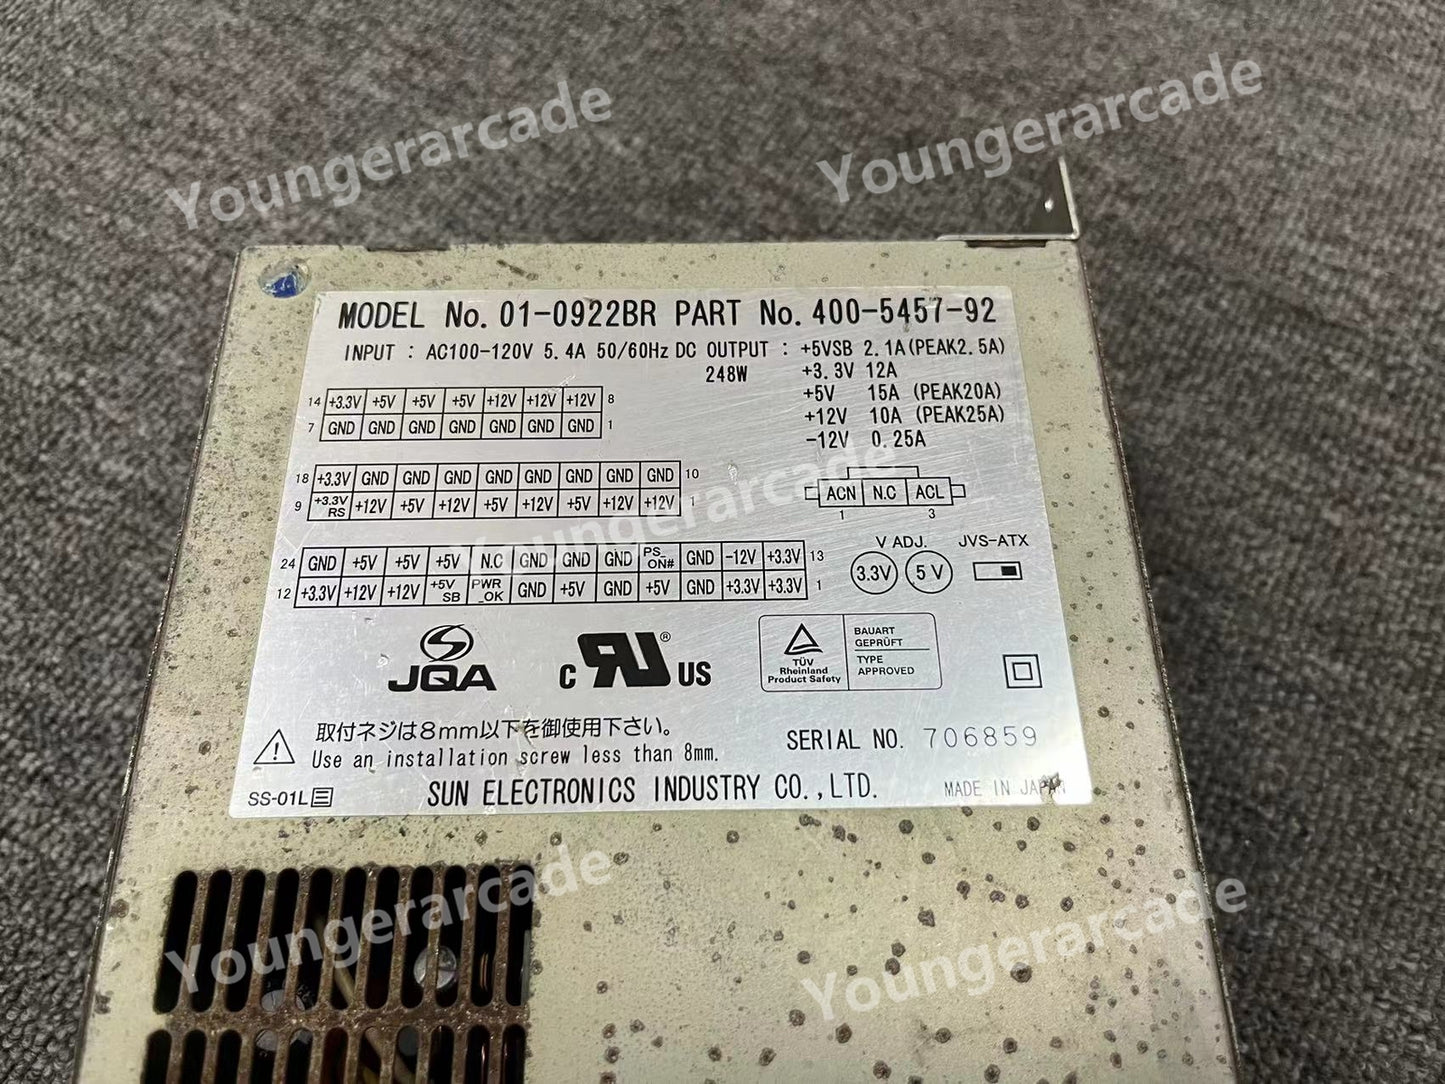 Youngerarcade
Youngerarcade
MODEL No. 01-0922BR PART No. 400-5457-92
INPUT : AC100-120V 5.4A 50/60Hz DC OUTPUT : +5VSB 2.1A(PEAK2.5A)
248W +3.3V 12A
+5V 15A (PEAK20A)
+12V 10A (PEAK25A)
-12V 0.25A
14 +3.3V +5V +5V +5V +12V +12V +12V 8
7 GND GND GND GND GND GND GND 1
18 +3.3V GND GND GND GND GND GND GND GND 10
9 +3.3V RS +12V +5V +12V +5V +12V +5V +12V +12V 1
ACN N.C ACL
1 3
Youngerarcade
24 GND +5V +5V +5V N.C GND GND GND PS_ON# GND -12V +3.3V 13
12 +3.3V +12V +12V +5V SB PWR_OK GND +5V GND +5V GND +3.3V +3.3V 1
V ADJ. JVS-ATX
3.3V 5V
JQA
C RU ® US
TÜV
Rheinland
Product Safety
BAUART
GEPRÜFT
TYPE
APPROVED
取付ネジは8mm以下を御使用下さい。
Use an installation screw less than 8mm.
SERIAL NO. 706859
SS-01L三
SUN ELECTRONICS INDUSTRY CO.,LTD.
MADE IN JAPAN
Youngerarcade
Youngerarcade